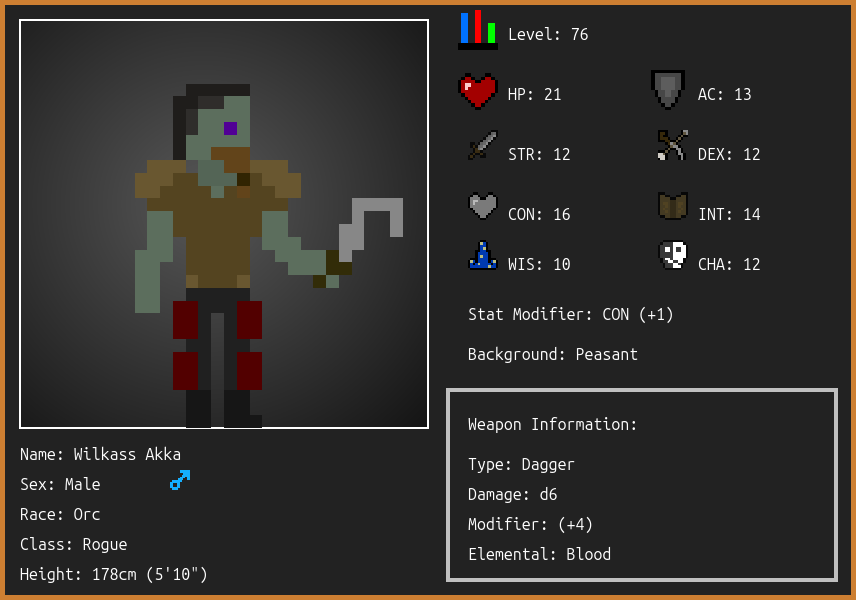 Level: 76
HP: 21
AC: 13
STR: 12
DEX: 12
CON: 16
INT: 14
WIS: 10
CHA: 12
Stat Modifier: CON (+1)
Background: Peasant
Weapon Information:
Type: Dagger
Damage: d6
Modifier: (+4)
Elemental: Blood
Name: Wilkass Akka
Sex: Male
Race: Orc
Class: Rogue
Height: 178cm (5'10")